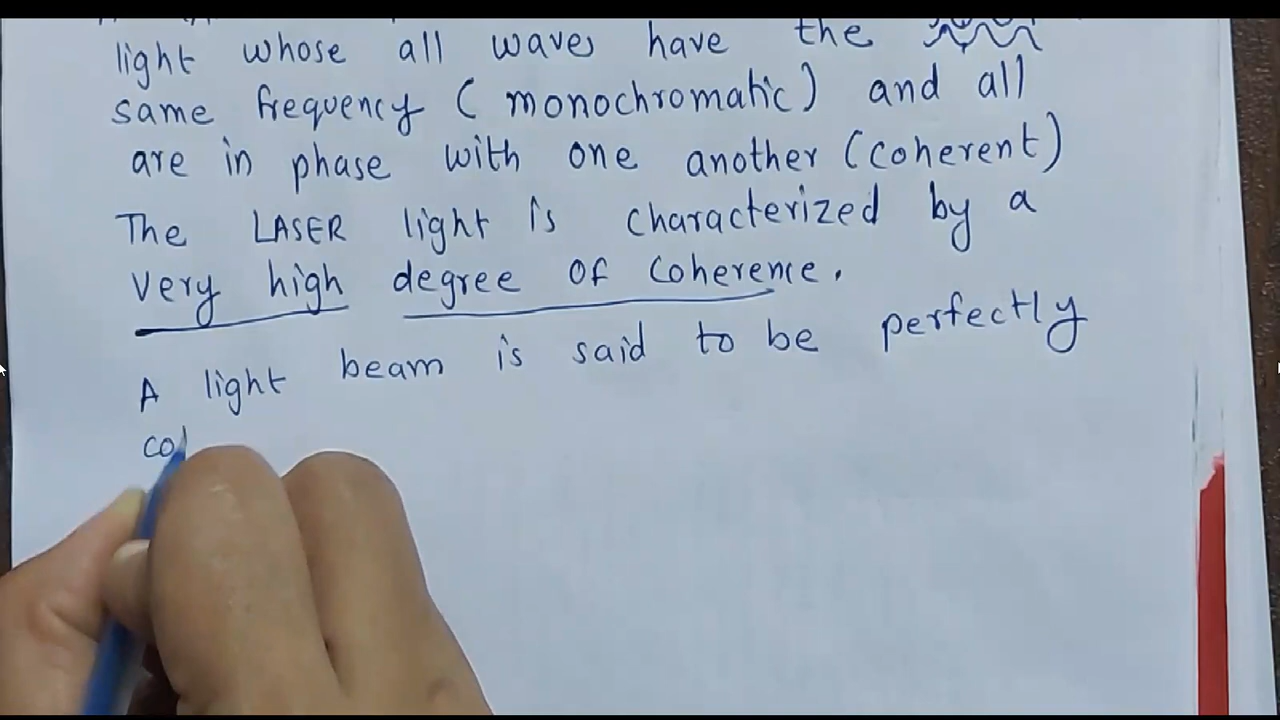 light whose all waves have the
same frequency (monochromatic) and all
are in phase with one another (coherent)
The LASER light is characterized by a
very high degree of coherence.
A light beam is said to be perfectly